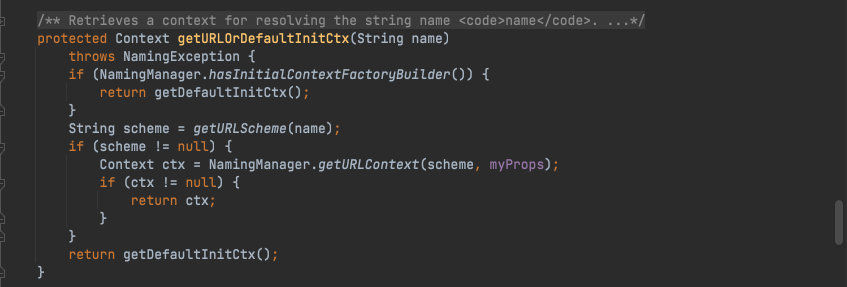 /** Retrieves a context for resolving the string name <code>name</code>. ...*/
protected Context getURLOrDefaultInitCtx(String name)
    throws NamingException {
    if (NamingManager.hasInitialContextFactoryBuilder()) {
        return getDefaultInitCtx();
    }
    String scheme = getURLScheme(name);
    if (scheme != null) {
        Context ctx = NamingManager.getURLContext(scheme, myProps);
        if (ctx != null) {
            return ctx;
        }
    }
    return getDefaultInitCtx();
}